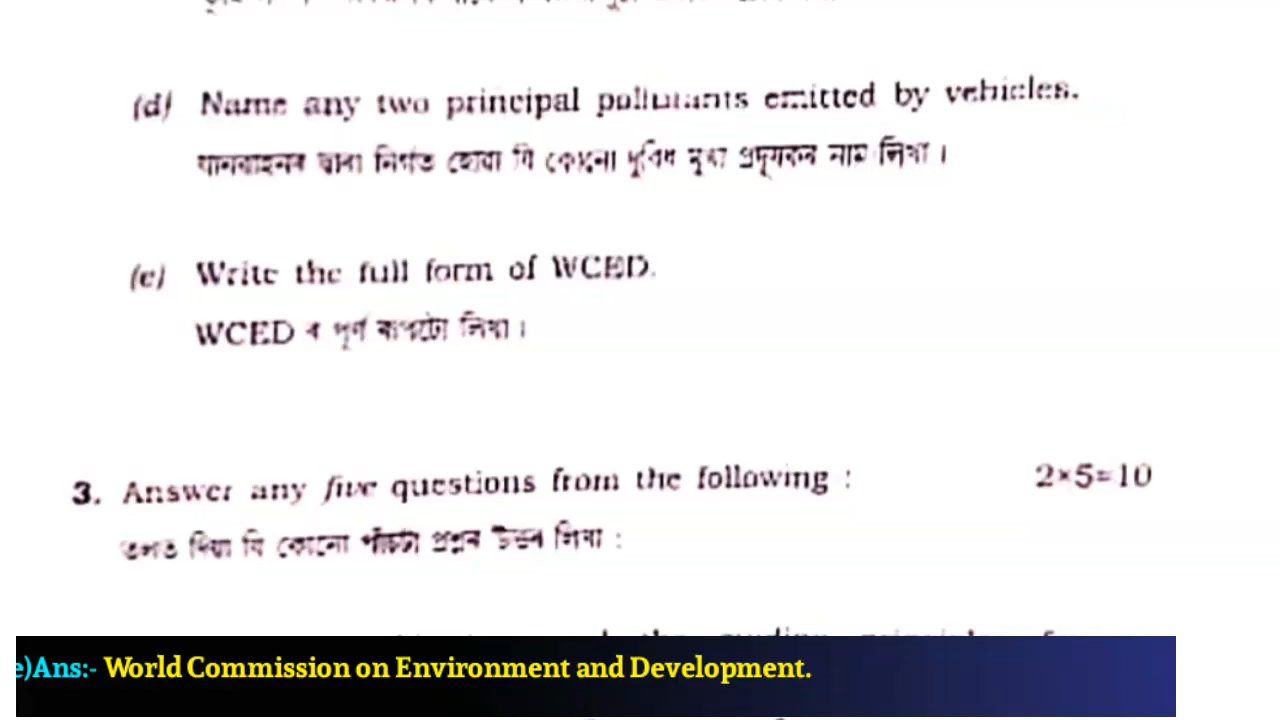 (d) Name any two principal pollutants emitted by vehicles.
যানবাহনৰ দ্বাৰা নিৰ্গত হোৱা যি কোনো দুবিধ মুখ্য প্ৰদূষকৰ নাম লিখা ।
(e) Write the full form of WCED.
WCED ৰ পূৰ্ণ ৰূপটো লিখা ।
3. Answer any five questions from the following : 2×5=10
তলত দিয়া যি কোনো পাঁচটা প্ৰশ্নৰ উত্তৰ লিখা :
e)Ans:- World Commission on Environment and Development.